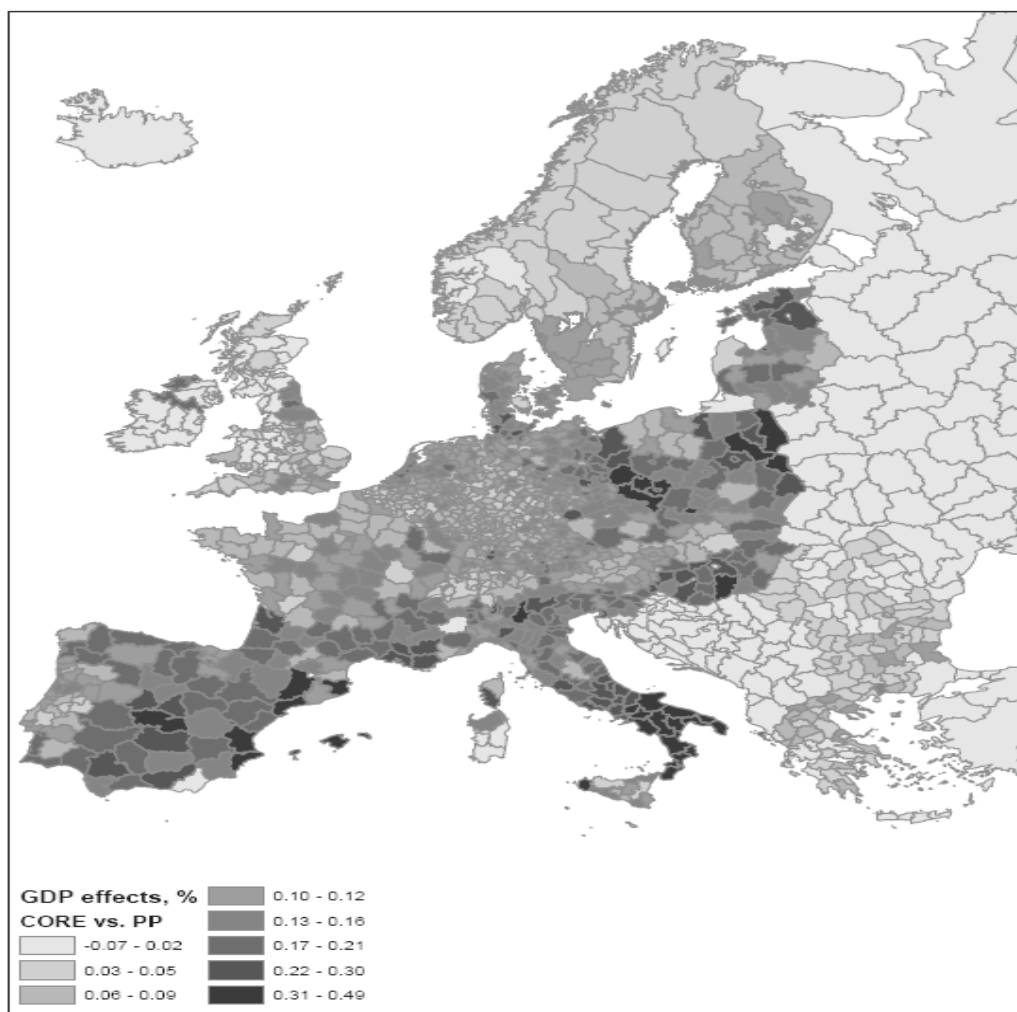 GDP effects, %
CORE vs. PP
-0.07 - 0.02
0.03 - 0.05
0.06 - 0.09
0.10 - 0.12
0.13 - 0.16
0.17 - 0.21
0.22 - 0.30
0.31 - 0.49